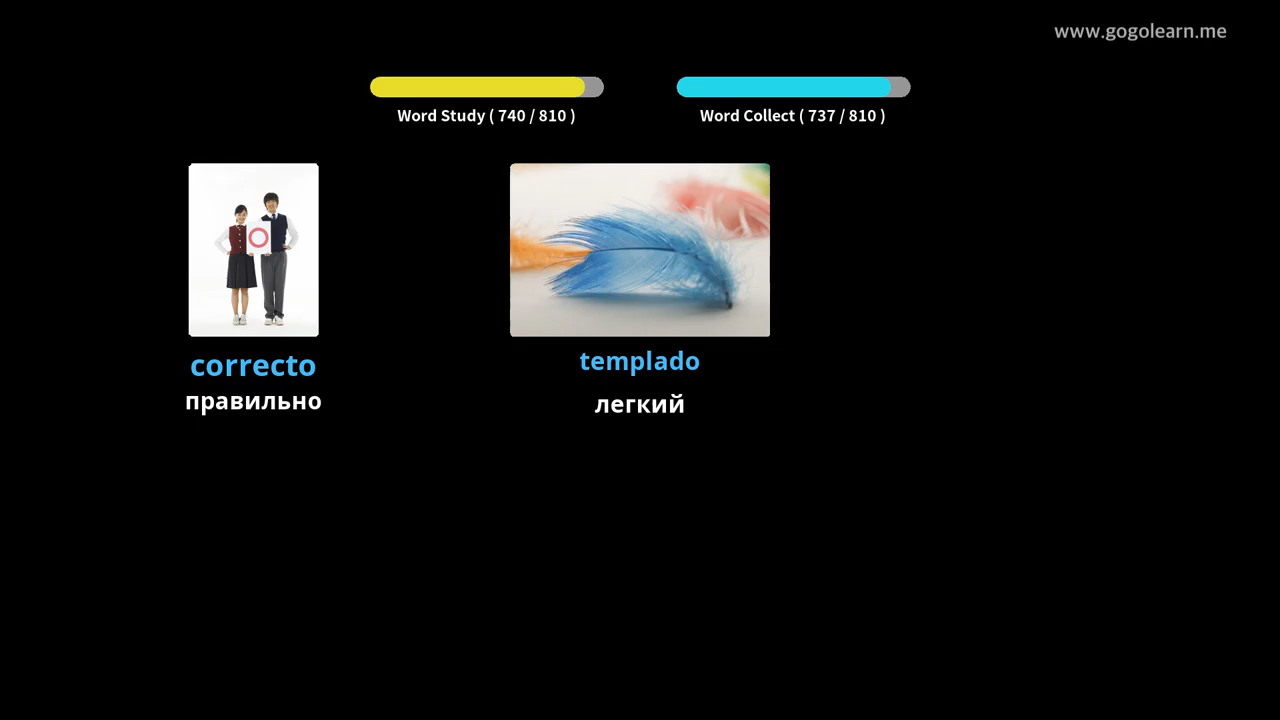 www.gogolearn.me
Word Study ( 740 / 810 )
Word Collect ( 737 / 810 )
correcto
правильно
templado
легкий